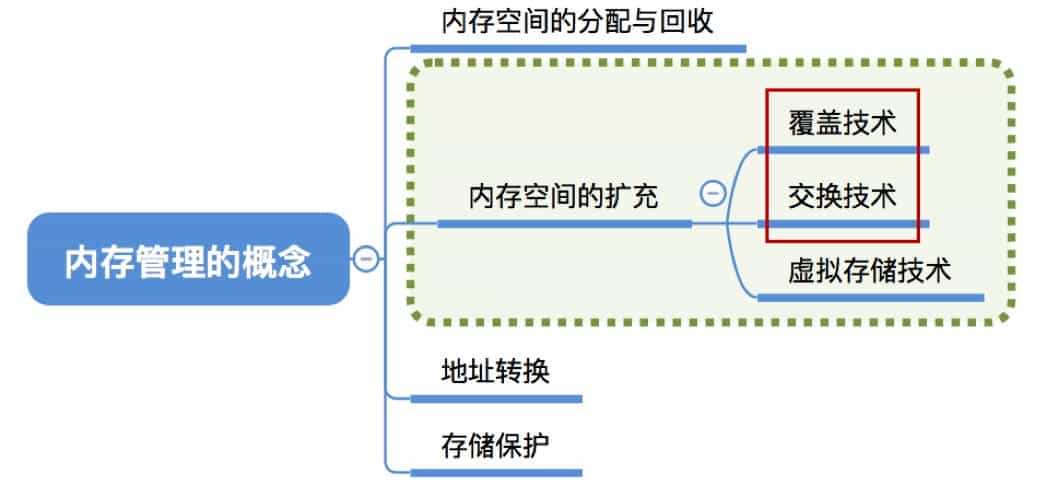 内存空间的分配与回收
覆盖技术
内存空间的扩充
交换技术
内存管理的概念
虚拟存储技术
地址转换
存储保护